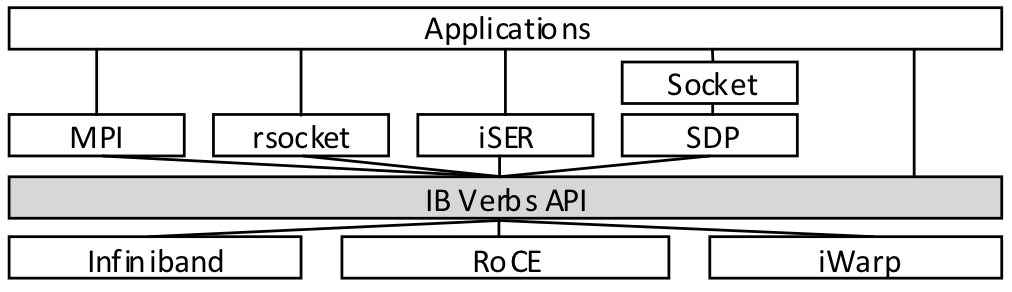 Applications
Socket
MPI
rsocket
iSER
SDP
IB Verbs API
Infiniband
RoCE
iWarp